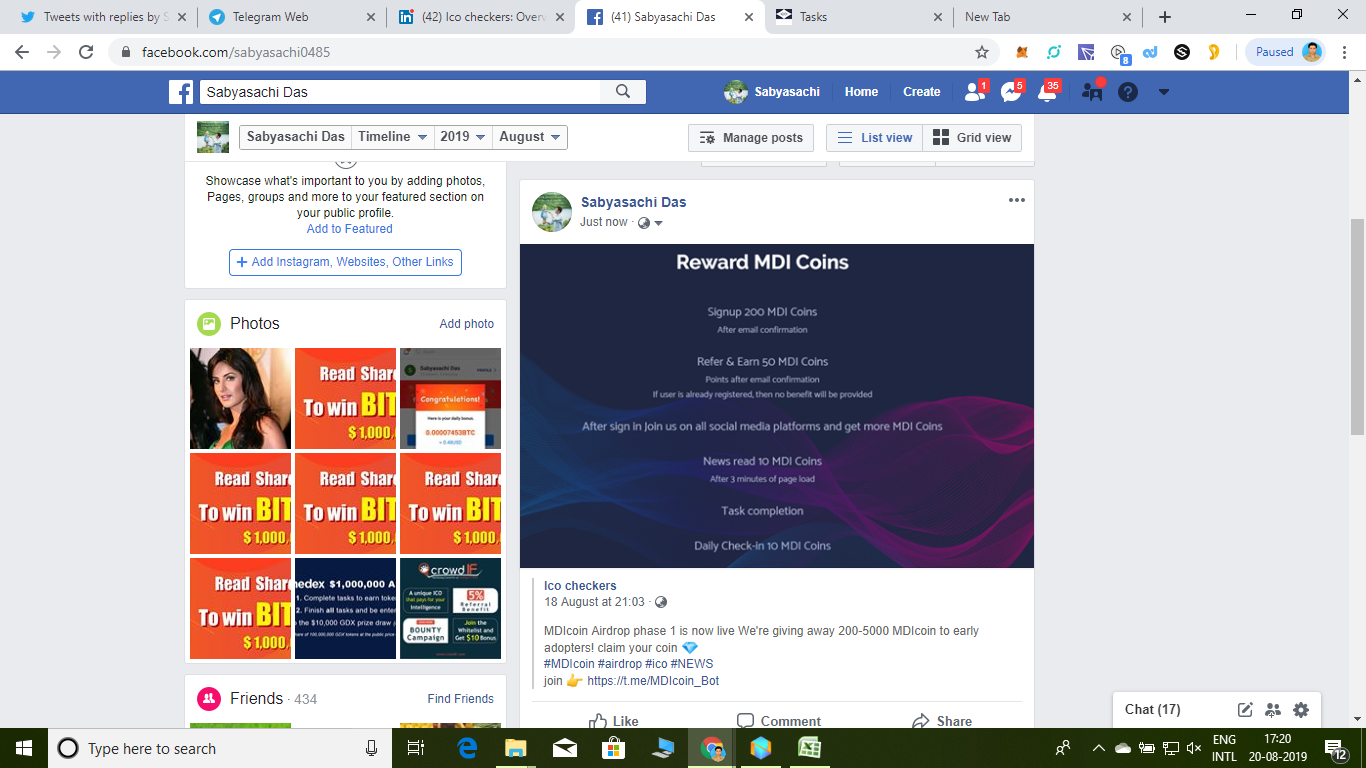 Tweets with replies by S
Telegram Web
(42) Ico checkers: Overv
(41) Sabyasachi Das
Tasks
New Tab
facebook.com/sabyasachi0485
8
Paused
Sabyasachi Das
Sabyasachi
Home
Create
1
5
35
Sabyasachi Das
Timeline
2019
August
Manage posts
List view
Grid view
Showcase what's important to you by adding photos,
Pages, groups and more to your featured section on
your public profile.
Add to Featured
+ Add Instagram, Websites, Other Links
Photos
Add photo
Read Share
To win BIT
$ 1,000,
Sabyasachi Das
Congratulations!
Here is your daily bonus.
0.00007453BTC
Read Share
To win BIT
$ 1,000,
Read Share
To win BIT
$ 1,000,
Read Share
To win BIT
$ 1,000,
Read Share
To win BIT
$ 1,000,
nedex $1,000,000 A
1. Complete tasks to earn toke
2. Finish all tasks and be ente
the $10,000 GDX prize draw
crowdIF
A unique ICO
that pays for your
Intelligence
5%
Referral
Benefit
BOUNTY
CAMPAIGN
Join the
Whitelist and
Get $10 Bonus
Friends · 434
Find Friends
Sabyasachi Das
Just now ·
Reward MDI Coins
Signup 200 MDI Coins
After email confirmation
Refer & Earn 50 MDI Coins
Points after email confirmation
If user is already registered, then no benefit will be provided
After sign in Join us on all social media platforms and get more MDI Coins
News read 10 MDI Coins
After 3 minutes of page load
Task completion
Daily Check-in 10 MDI Coins
Ico checkers
18 August at 21:03 ·
MDIcoin Airdrop phase 1 is now live We're giving away 200-5000 MDIcoin to early
adopters! claim your coin 💎
#MDIcoin #airdrop #ico #NEWS
join 👉 https://t.me/MDIcoin_Bot
Like
Comment
Share
Chat (17)
Type here to search
ENG
INTL
17:20
20-08-2019
12